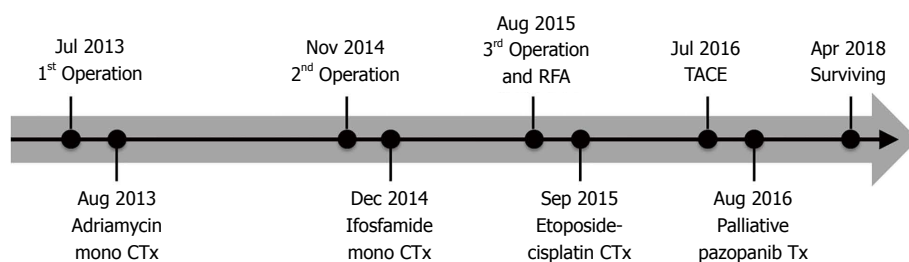 Jul 2013
1st Operation
Nov 2014
2nd Operation
Aug 2015
3rd Operation
and RFA
Jul 2016
TACE
Apr 2018
Surviving
Aug 2013
Adriamycin
mono CTx
Dec 2014
Ifosfamide
mono CTx
Sep 2015
Etoposide-
cisplatin CTx
Aug 2016
Palliative
pazopanib Tx